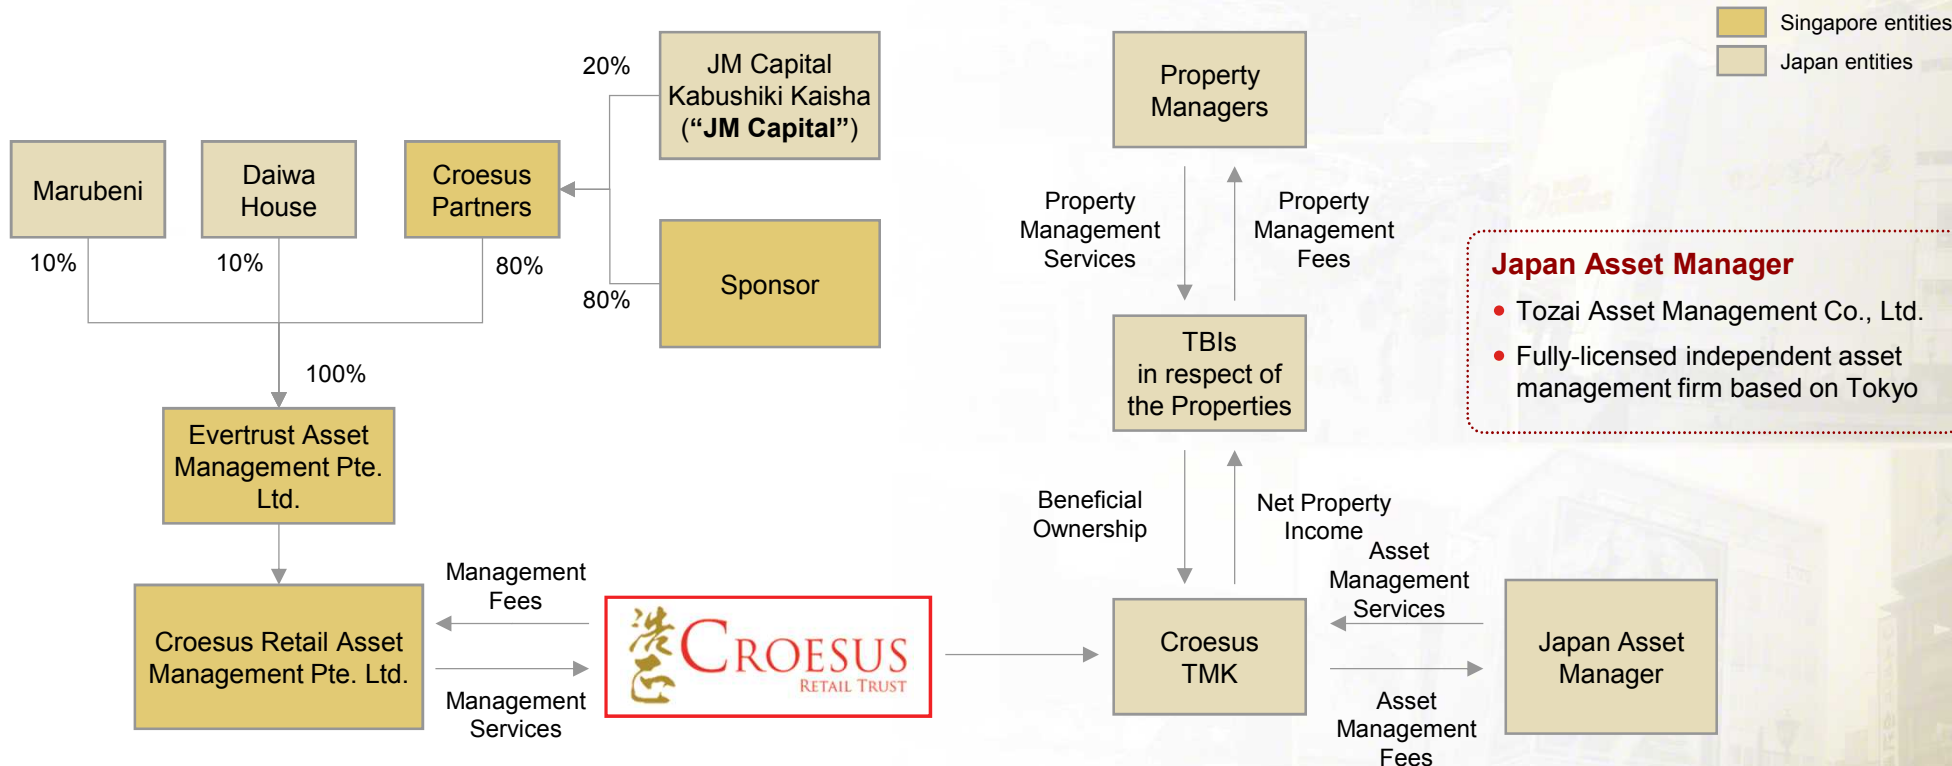 Singapore entities
Japan entities
20%
JM Capital
Kabushiki Kaisha
(“JM Capital”)
Marubeni
Daiwa
House
Croesus
Partners
10%
10%
80%
80%
Sponsor
100%
Evertrust Asset
Management Pte.
Ltd.
Croesus Retail Asset
Management Pte. Ltd.
Management
Fees
Management
Services
浩正
CROESUS
RETAIL TRUST
Property
Managers
Property
Management
Services
Property
Management
Fees
TBIs
in respect of
the Properties
Beneficial
Ownership
Net Property
Income
Croesus
TMK
Asset
Management
Services
Asset
Management
Fees
Japan Asset
Manager
Japan Asset Manager
• Tozai Asset Management Co., Ltd.
• Fully-licensed independent asset
management firm based on Tokyo